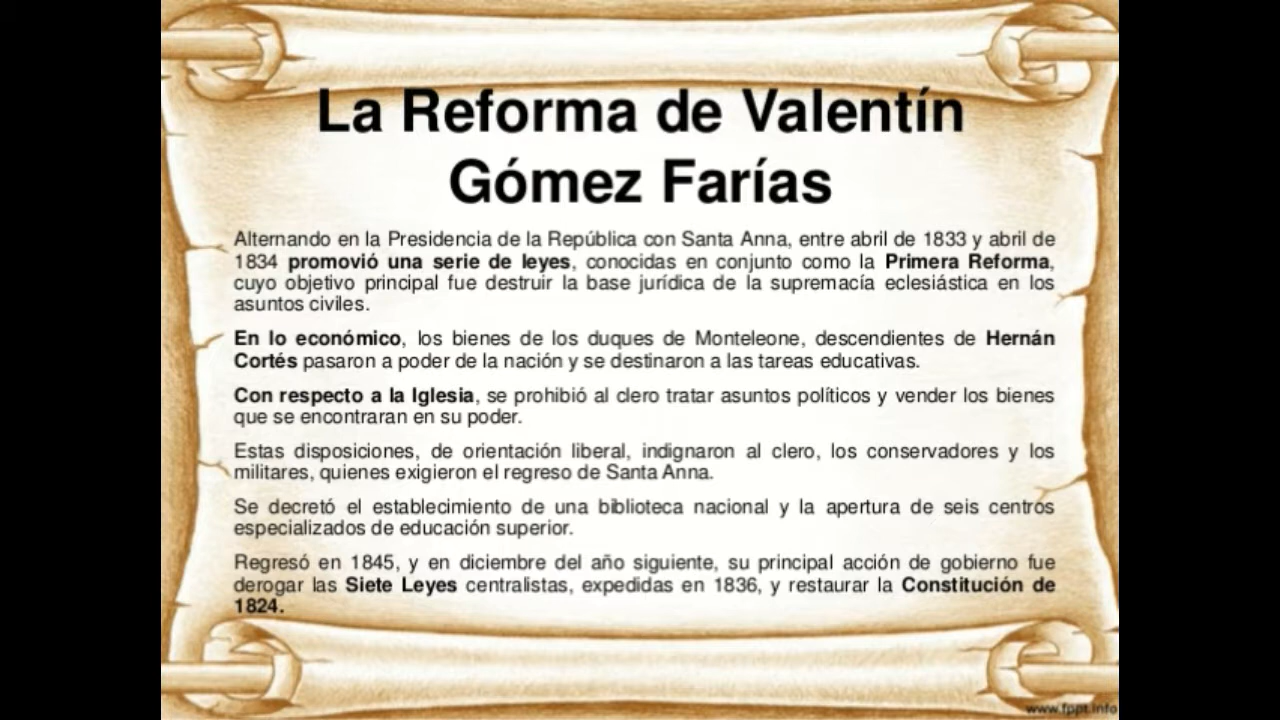 La Reforma de Valentín
Gómez Farías
Alternando en la Presidencia de la República con Santa Anna, entre abril de 1833 y abril de
1834 promovió una serie de leyes, conocidas en conjunto como la Primera Reforma,
cuyo objetivo principal fue destruir la base jurídica de la supremacía eclesiástica en los
asuntos civiles.
En lo económico, los bienes de los duques de Monteleone, descendientes de Hernán
Cortés pasaron a poder de la nación y se destinaron a las tareas educativas.
Con respecto a la Iglesia, se prohibió al clero tratar asuntos políticos y vender los bienes
que se encontraran en su poder.
Estas disposiciones, de orientación liberal, indignaron al clero, los conservadores y los
militares, quienes exigieron el regreso de Santa Anna.
Se decretó el establecimiento de una biblioteca nacional y la apertura de seis centros
especializados de educación superior.
Regresó en 1845, y en diciembre del año siguiente, su principal acción de gobierno fue
derogar las Siete Leyes centralistas, expedidas en 1836, y restaurar la Constitución de
1824.
www.fppt.info